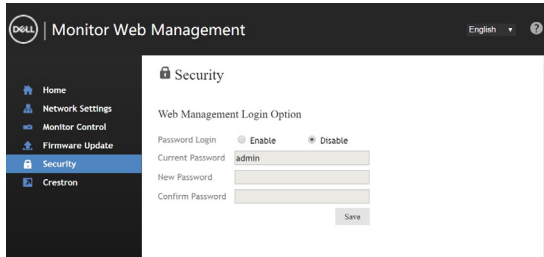 DELL | Monitor Web Management
English
?
Home
Network Settings
Monitor Control
Firmware Update
Security
Crestron
Security
Web Management Login Option
Password Login Enable Disable
Current Password admin
New Password
Confirm Password
Save